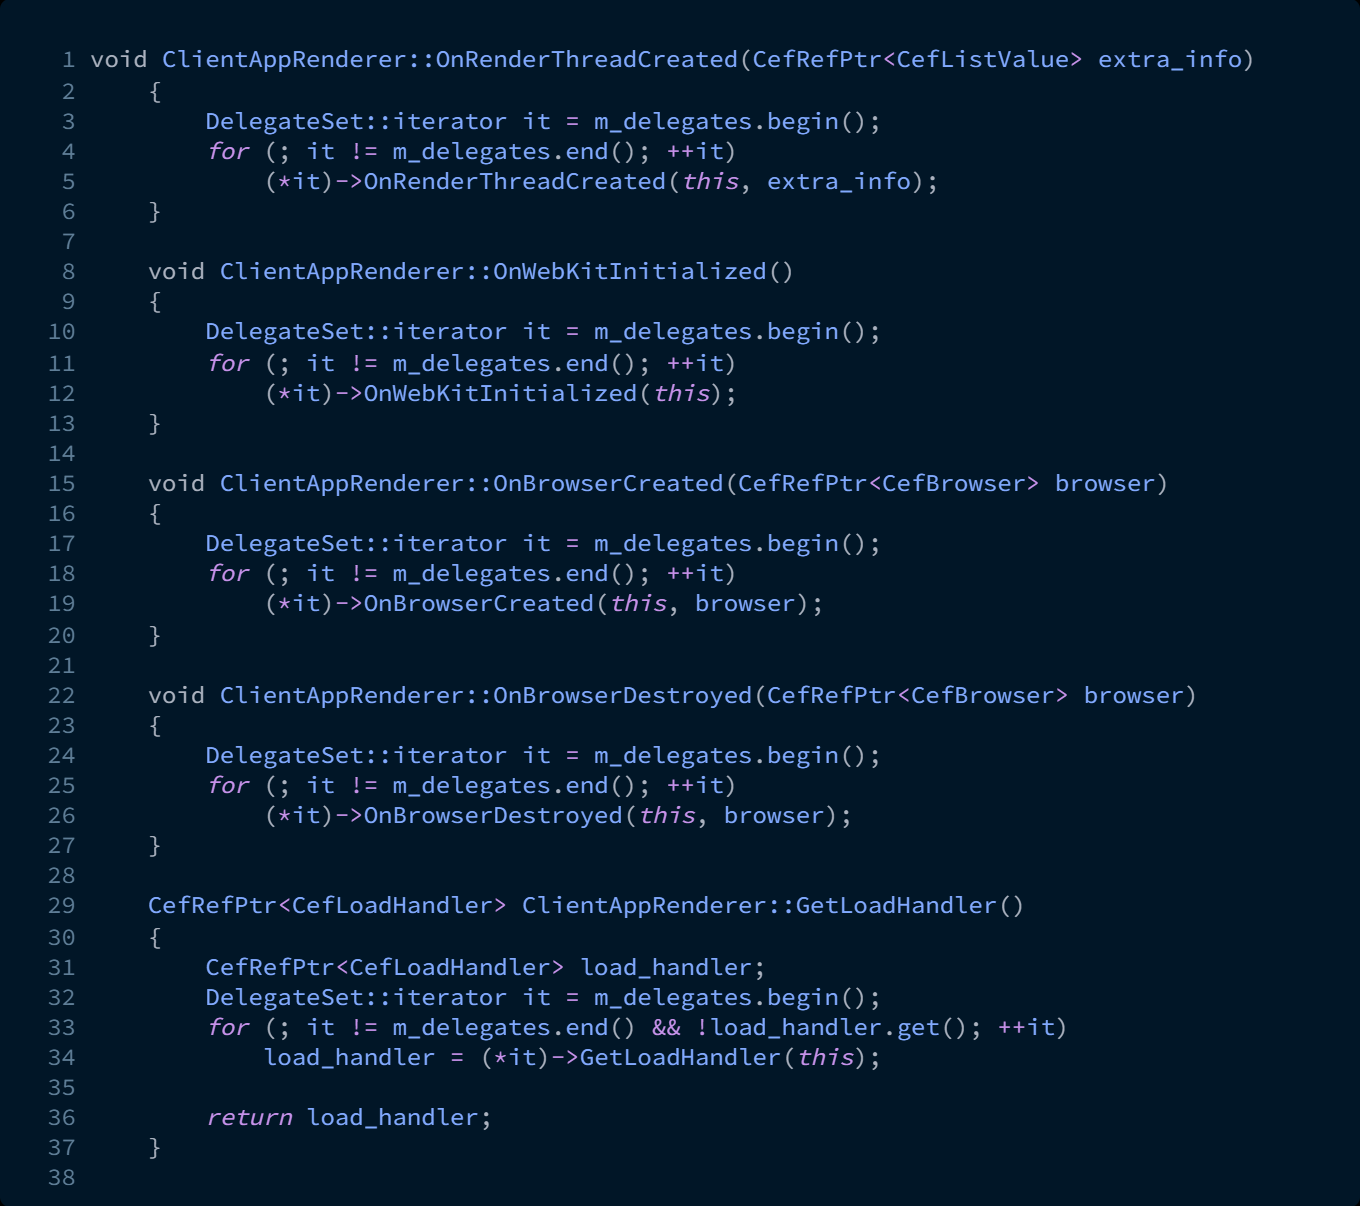 1 void ClientAppRenderer::OnRenderThreadCreated(CefRefPtr<CefListValue> extra_info)
2     {
3         DelegateSet::iterator it = m_delegates.begin();
4         for (; it != m_delegates.end(); ++it)
5             (*it)->OnRenderThreadCreated(this, extra_info);
6     }
7
8     void ClientAppRenderer::OnWebKitInitialized()
9     {
10         DelegateSet::iterator it = m_delegates.begin();
11         for (; it != m_delegates.end(); ++it)
12             (*it)->OnWebKitInitialized(this);
13     }
14
15     void ClientAppRenderer::OnBrowserCreated(CefRefPtr<CefBrowser> browser)
16     {
17         DelegateSet::iterator it = m_delegates.begin();
18         for (; it != m_delegates.end(); ++it)
19             (*it)->OnBrowserCreated(this, browser);
20     }
21
22     void ClientAppRenderer::OnBrowserDestroyed(CefRefPtr<CefBrowser> browser)
23     {
24         DelegateSet::iterator it = m_delegates.begin();
25         for (; it != m_delegates.end(); ++it)
26             (*it)->OnBrowserDestroyed(this, browser);
27     }
28
29     CefRefPtr<CefLoadHandler> ClientAppRenderer::GetLoadHandler()
30     {
31         CefRefPtr<CefLoadHandler> load_handler;
32         DelegateSet::iterator it = m_delegates.begin();
33         for (; it != m_delegates.end() && !load_handler.get(); ++it)
34             load_handler = (*it)->GetLoadHandler(this);
35
36         return load_handler;
37     }
38